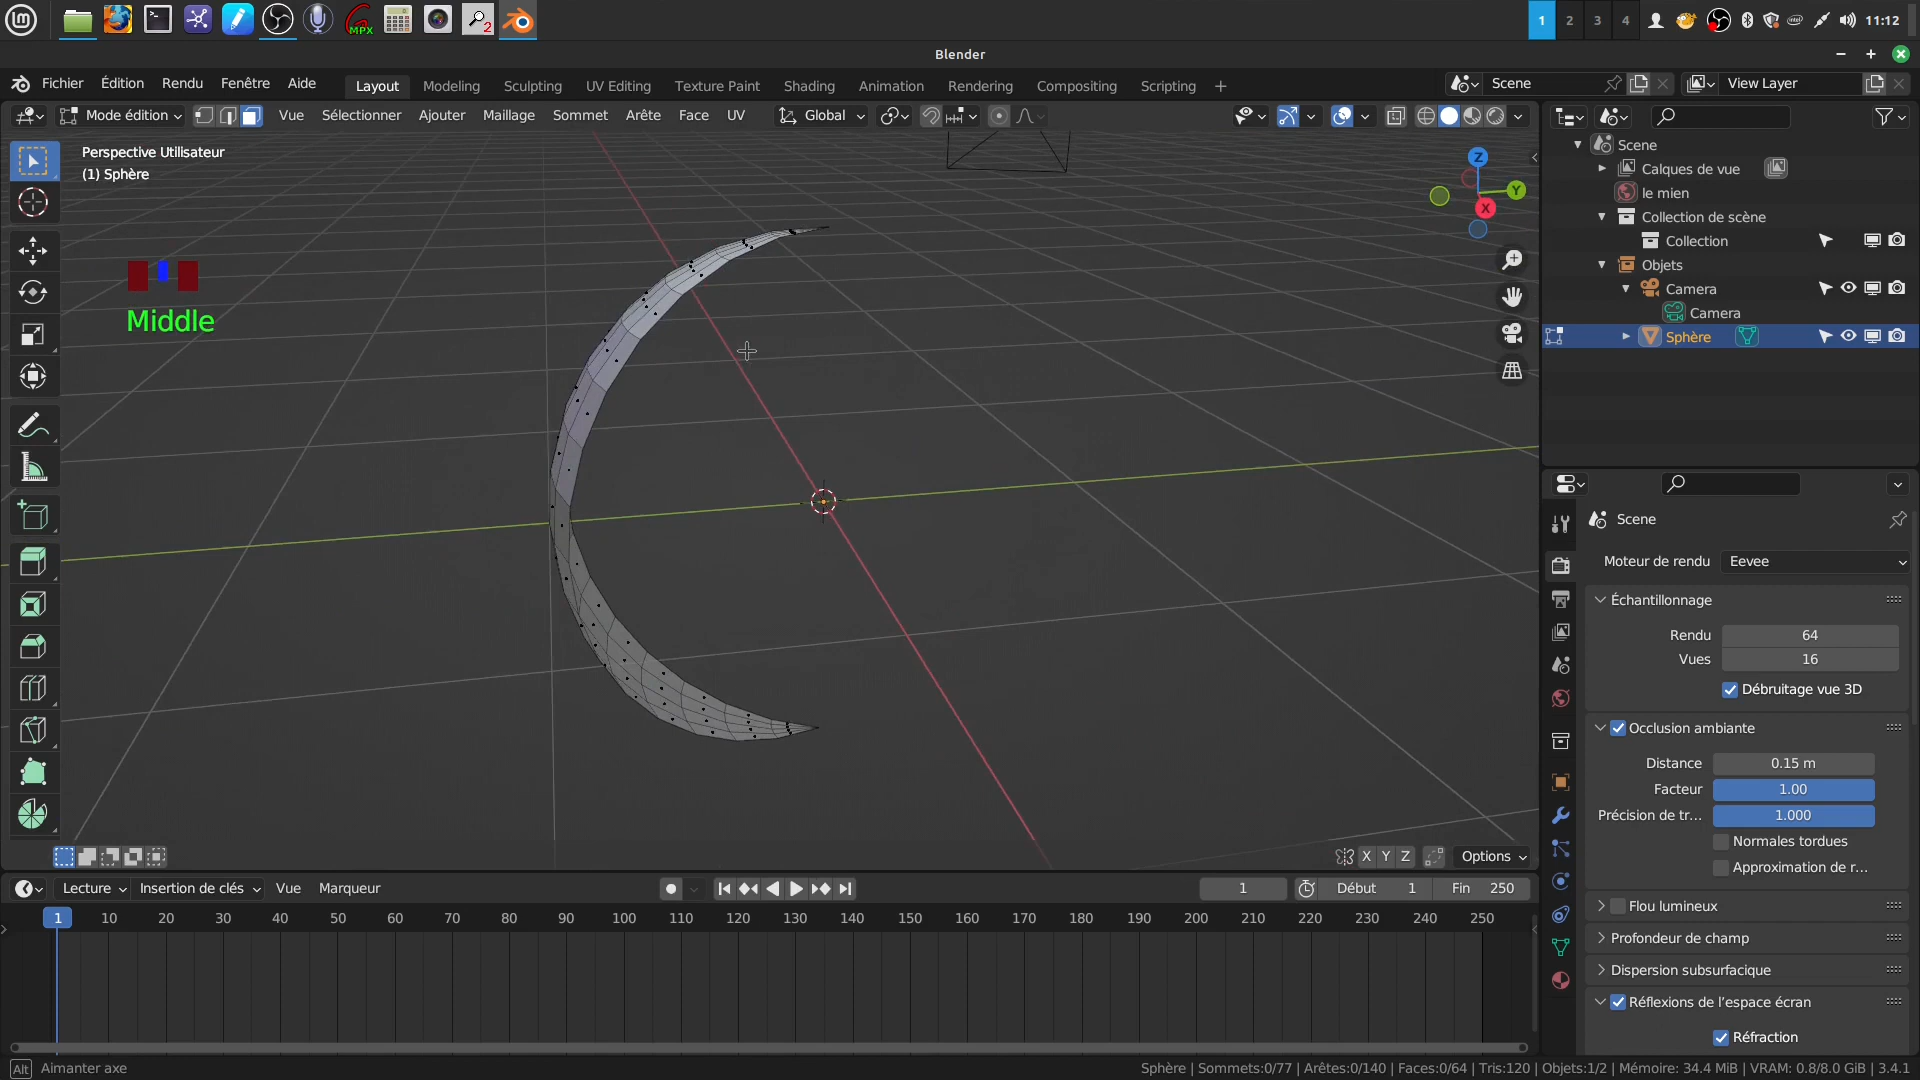 MPX
2
1
2
3
4
11:12
Blender
Fichier Édition Rendu Fenêtre Aide
Layout Modeling Sculpting UV Editing Texture Paint Shading Animation Rendering Compositing Scripting +
Scene
View Layer
Mode édition
Vue Sélectionner Ajouter Maillage Sommet Arête Face UV
Global
Perspective Utilisateur
(1) Sphère
Middle
Z
Y
X
Scene
Calques de vue
le mien
Collection de scène
Collection
Objets
Camera
Camera
Sphère
Scene
Moteur de rendu Eevee
Échantillonnage
Rendu 64
Vues 16
Débruitage vue 3D
Occlusion ambiante
Distance 0.15 m
Facteur 1.00
Précision de tr... 1.000
Normales tordues
Approximation de r...
Flou lumineux
Profondeur de champ
Dispersion subsurfacique
Réflexions de l'espace écran
Réfraction
X Y Z
Options
Lecture Insertion de clés Vue Marqueur
1
Début 1
Fin 250
1 10 20 30 40 50 60 70 80 90 100 110 120 130 140 150 160 170 180 190 200 210 220 230 240 250
Alt Aimanter axe
Sphère | Sommets:0/77 | Arêtes:0/140 | Faces:0/64 | Tris:120 | Objets:1/2 | Mémoire: 34.4 MiB | VRAM: 0.8/8.0 GiB | 3.4.1